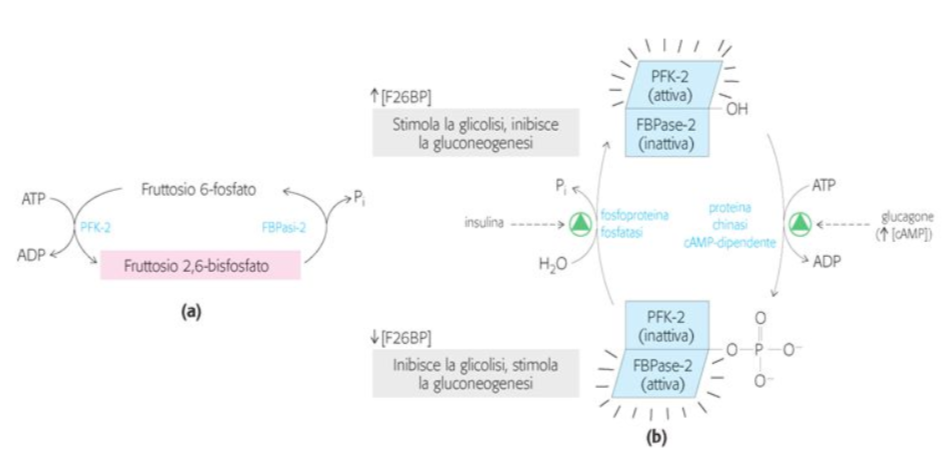 ATP
Fruttosio 6-fosfato
Pi
PFK-2
FBPasi-2
ADP
Fruttosio 2,6-bisfosfato
(a)
↑[F26BP]
Stimola la glicolisi, inibisce
la gluconeogenesi
PFK-2
(attiva)
OH
FBPase-2
(inattiva)
Pi
ATP
insulina
fosfoproteina
fosfatasi
proteina
chinasi
cAMP-dipendente
glucagone
(↑ [cAMP])
H2O
ADP
↓[F26BP]
Inibisce la glicolisi, stimola
la gluconeogenesi
PFK-2
(inattiva)
FBPase-2
(attiva)
O
O—P—O−
O−
(b)